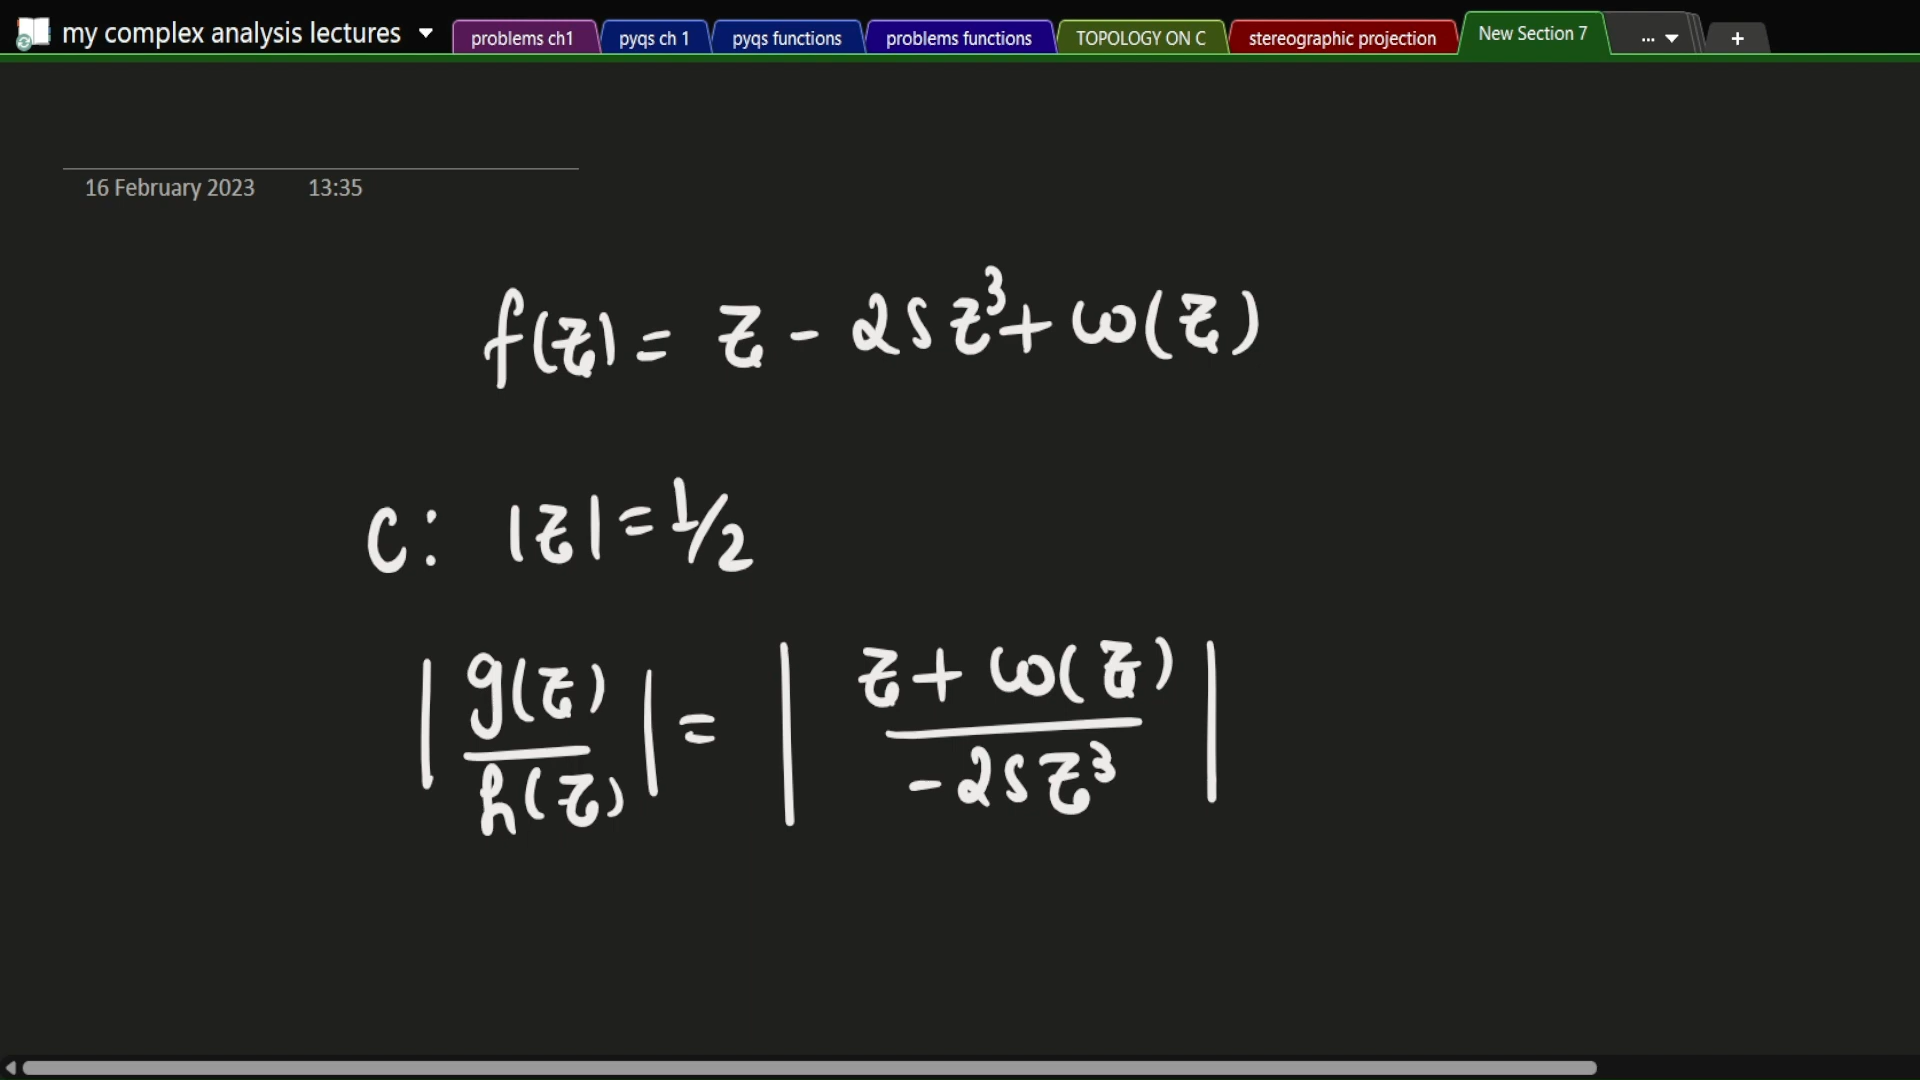 my complex analysis lectures
problems ch1 pyqs ch 1 pyqs functions problems functions TOPOLOGY ON C stereographic projection New Section 7 ... +
16 February 2023 13:35
f(z) = z - 25z³ + ω(z)
C: |z| = 1/2
|g(z)/h(z)| = |z + ω(z)/-25z³|